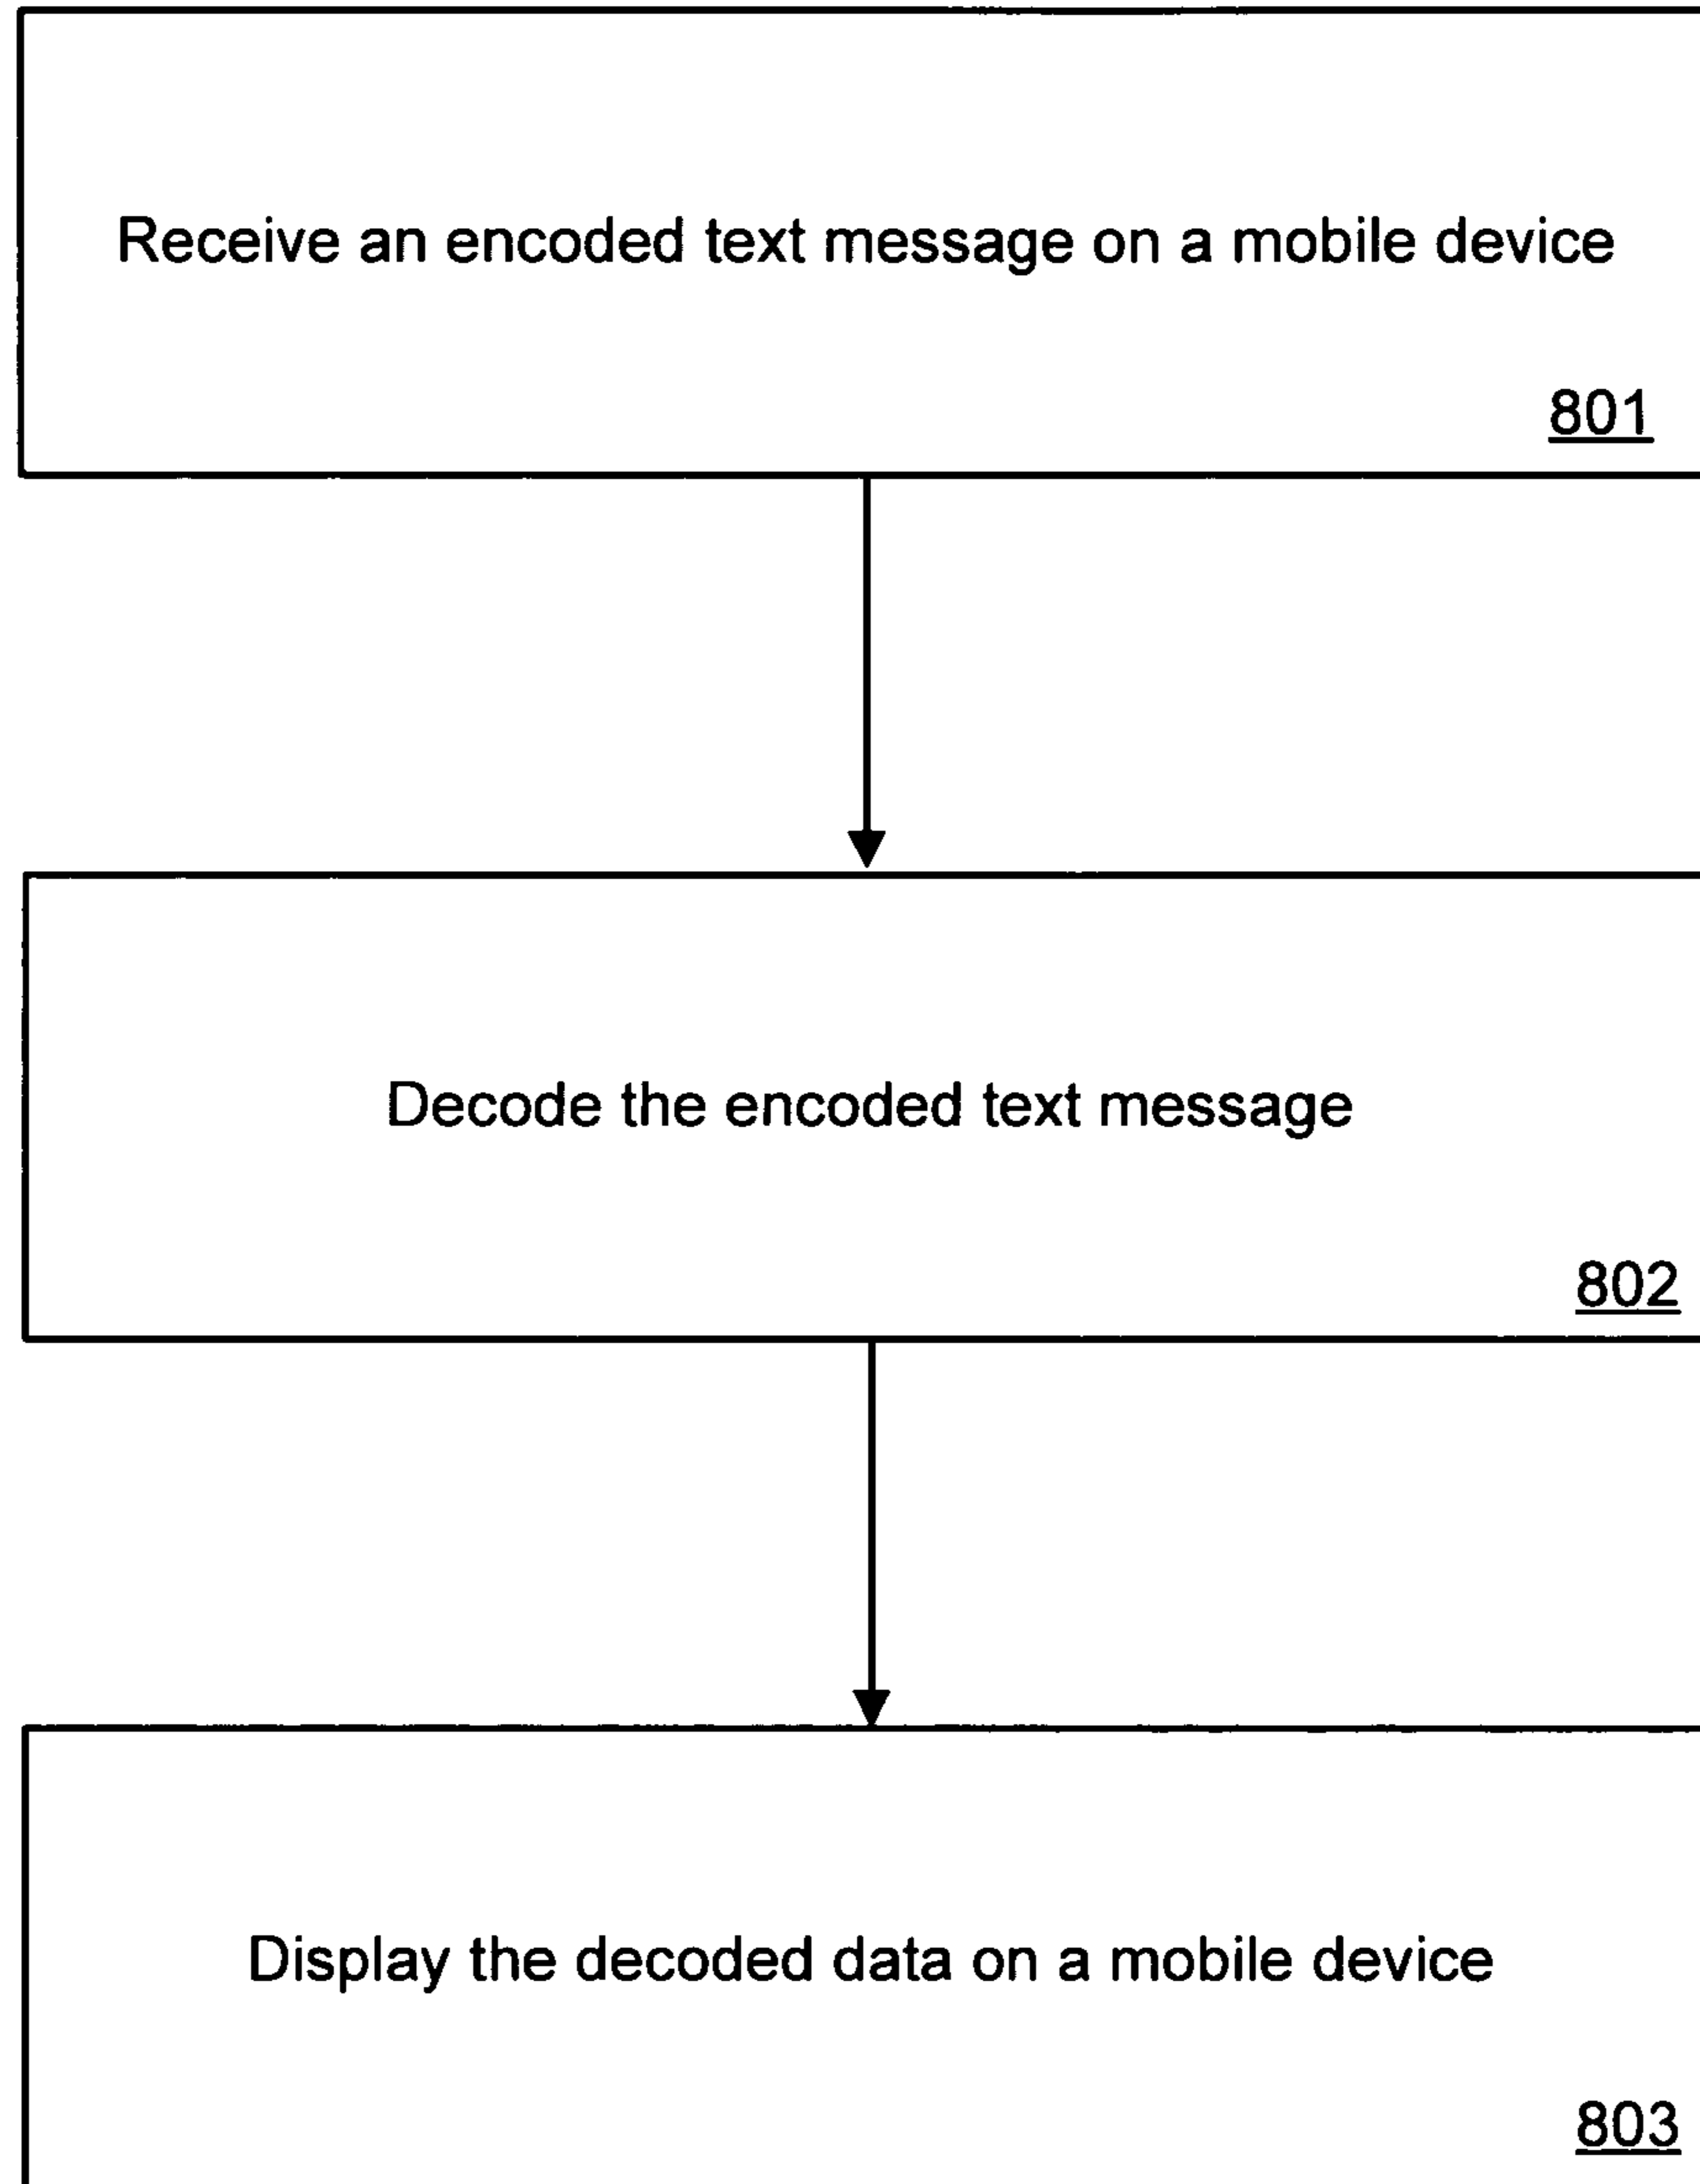 Receive an encoded text message on a mobile device
801
Decode the encoded text message
802
Display the decoded data on a mobile device
803